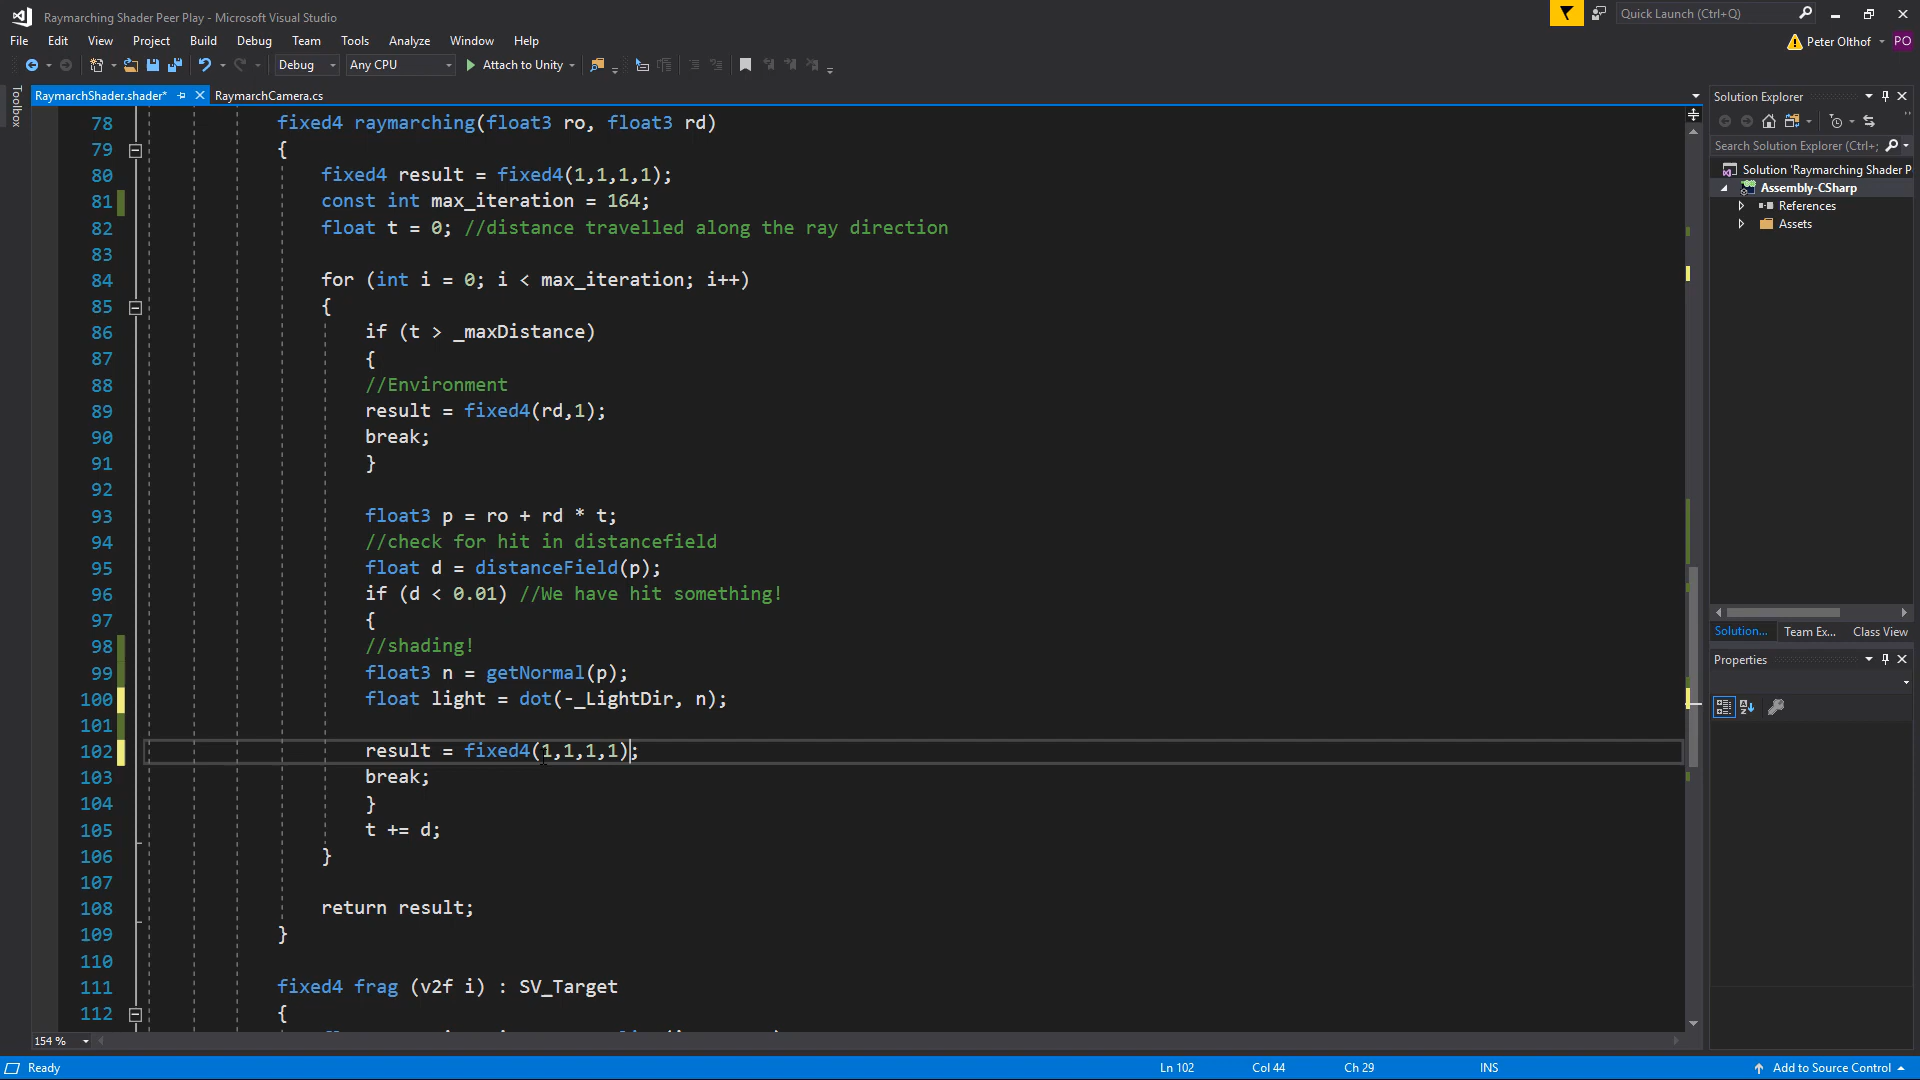 Raymarching Shader Peer Play - Microsoft Visual Studio
Quick Launch (Ctrl+Q)
File Edit View Project Build Debug Team Tools Analyze Window Help
Peter Olthof PO
Debug Any CPU Attach to Unity
Toolbox
RaymarchShader.shader* RaymarchCamera.cs
78 fixed4 raymarching(float3 ro, float3 rd)
79 {
80 fixed4 result = fixed4(1,1,1,1);
81 const int max_iteration = 164;
82 float t = 0; //distance travelled along the ray direction
83
84 for (int i = 0; i < max_iteration; i++)
85 {
86 if (t > _maxDistance)
87 {
88 //Environment
89 result = fixed4(rd,1);
90 break;
91 }
92
93 float3 p = ro + rd * t;
94 //check for hit in distancefield
95 float d = distanceField(p);
96 if (d < 0.01) //We have hit something!
97 {
98 //shading!
99 float3 n = getNormal(p);
100 float light = dot(-_LightDir, n);
101
102 result = fixed4(1,1,1,1);
103 break;
104 }
105 t += d;
106 }
107
108 return result;
109 }
110
111 fixed4 frag (v2f i) : SV_Target
112 {
154 %
Solution Explorer
Search Solution Explorer (Ctrl+;
Solution 'Raymarching Shader P
Assembly-CSharp
References
Assets
Solution... Team Ex... Class View
Properties
Ready Ln 102 Col 44 Ch 29 INS Add to Source Control